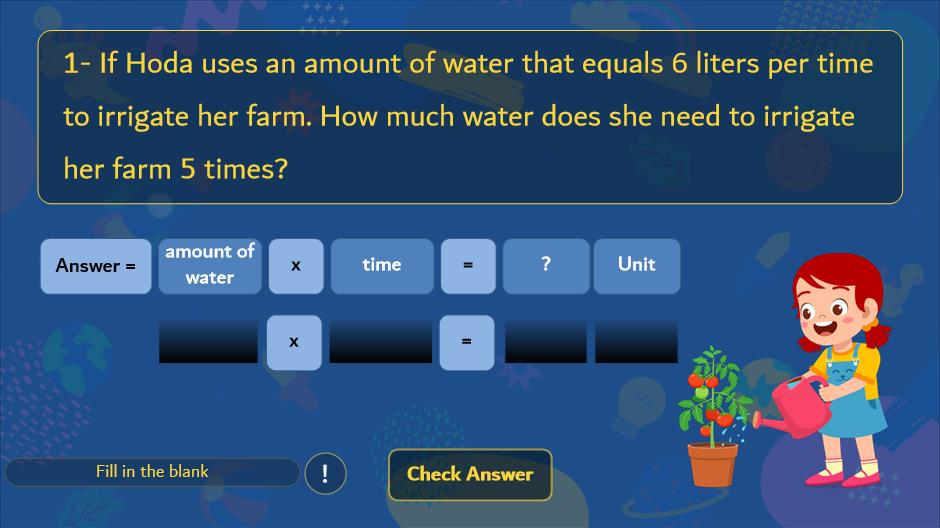 1- If Hoda uses an amount of water that equals 6 liters per time
to irrigate her farm. How much water does she need to irrigate
her farm 5 times?
Answer = amount of water x time = ? Unit
x =
Fill in the blank ! Check Answer